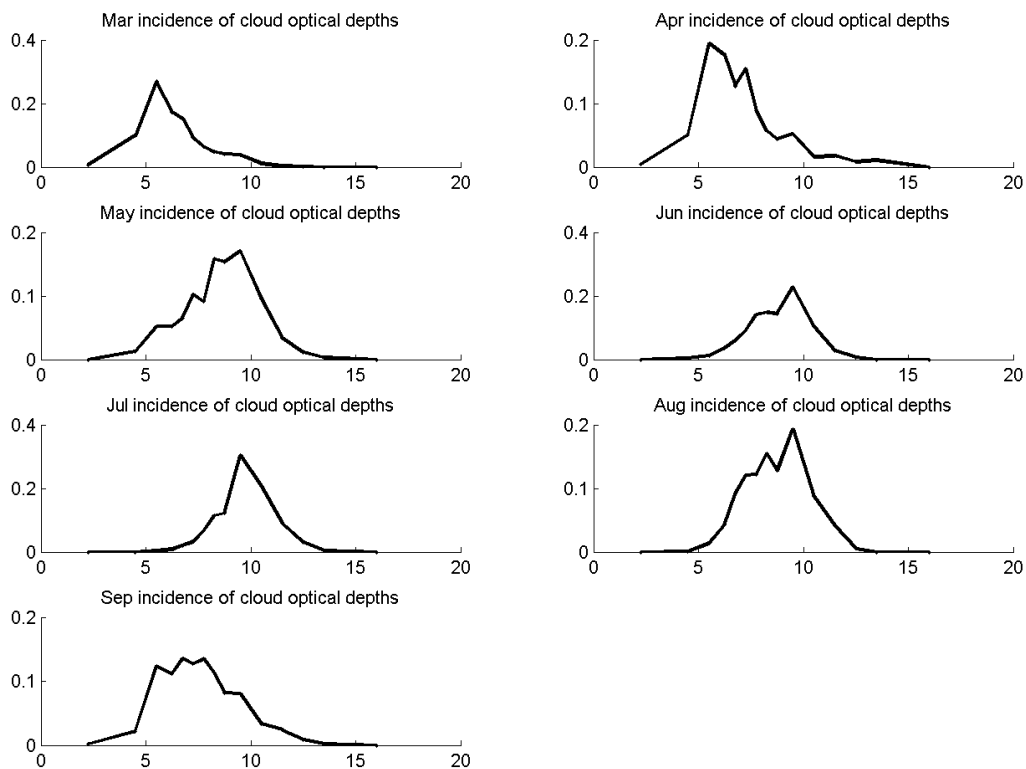 Mar incidence of cloud optical depths
0.4
0.2
0
0 5 10 15 20
Apr incidence of cloud optical depths
0.2
0.1
0
0 5 10 15 20
May incidence of cloud optical depths
0.2
0.1
0
0 5 10 15 20
Jun incidence of cloud optical depths
0.4
0.2
0
0 5 10 15 20
Jul incidence of cloud optical depths
0.4
0.2
0
0 5 10 15 20
Aug incidence of cloud optical depths
0.2
0.1
0
0 5 10 15 20
Sep incidence of cloud optical depths
0.2
0.1
0
0 5 10 15 20